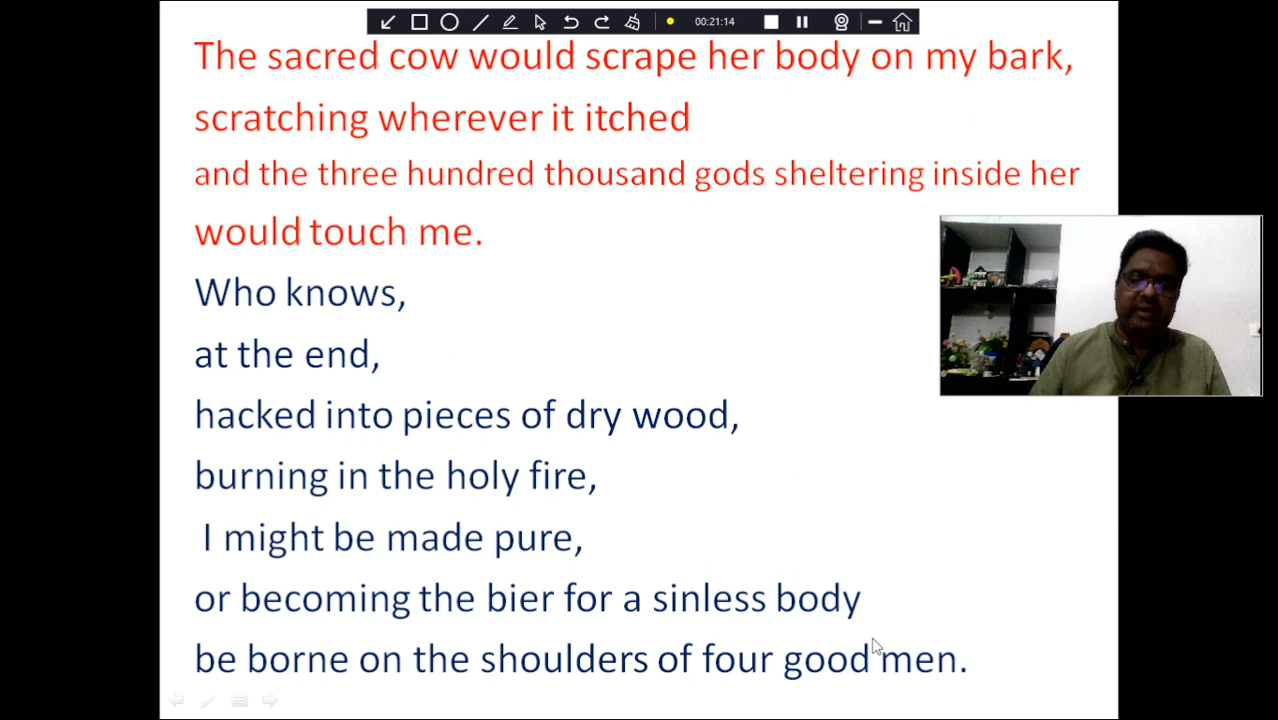 00:21:14
The sacred cow would scrape her body on my bark,
scratching wherever it itched
and the three hundred thousand gods sheltering inside her
would touch me.
Who knows,
at the end,
hacked into pieces of dry wood,
burning in the holy fire,
I might be made pure,
or becoming the bier for a sinless body
be borne on the shoulders of four good men.